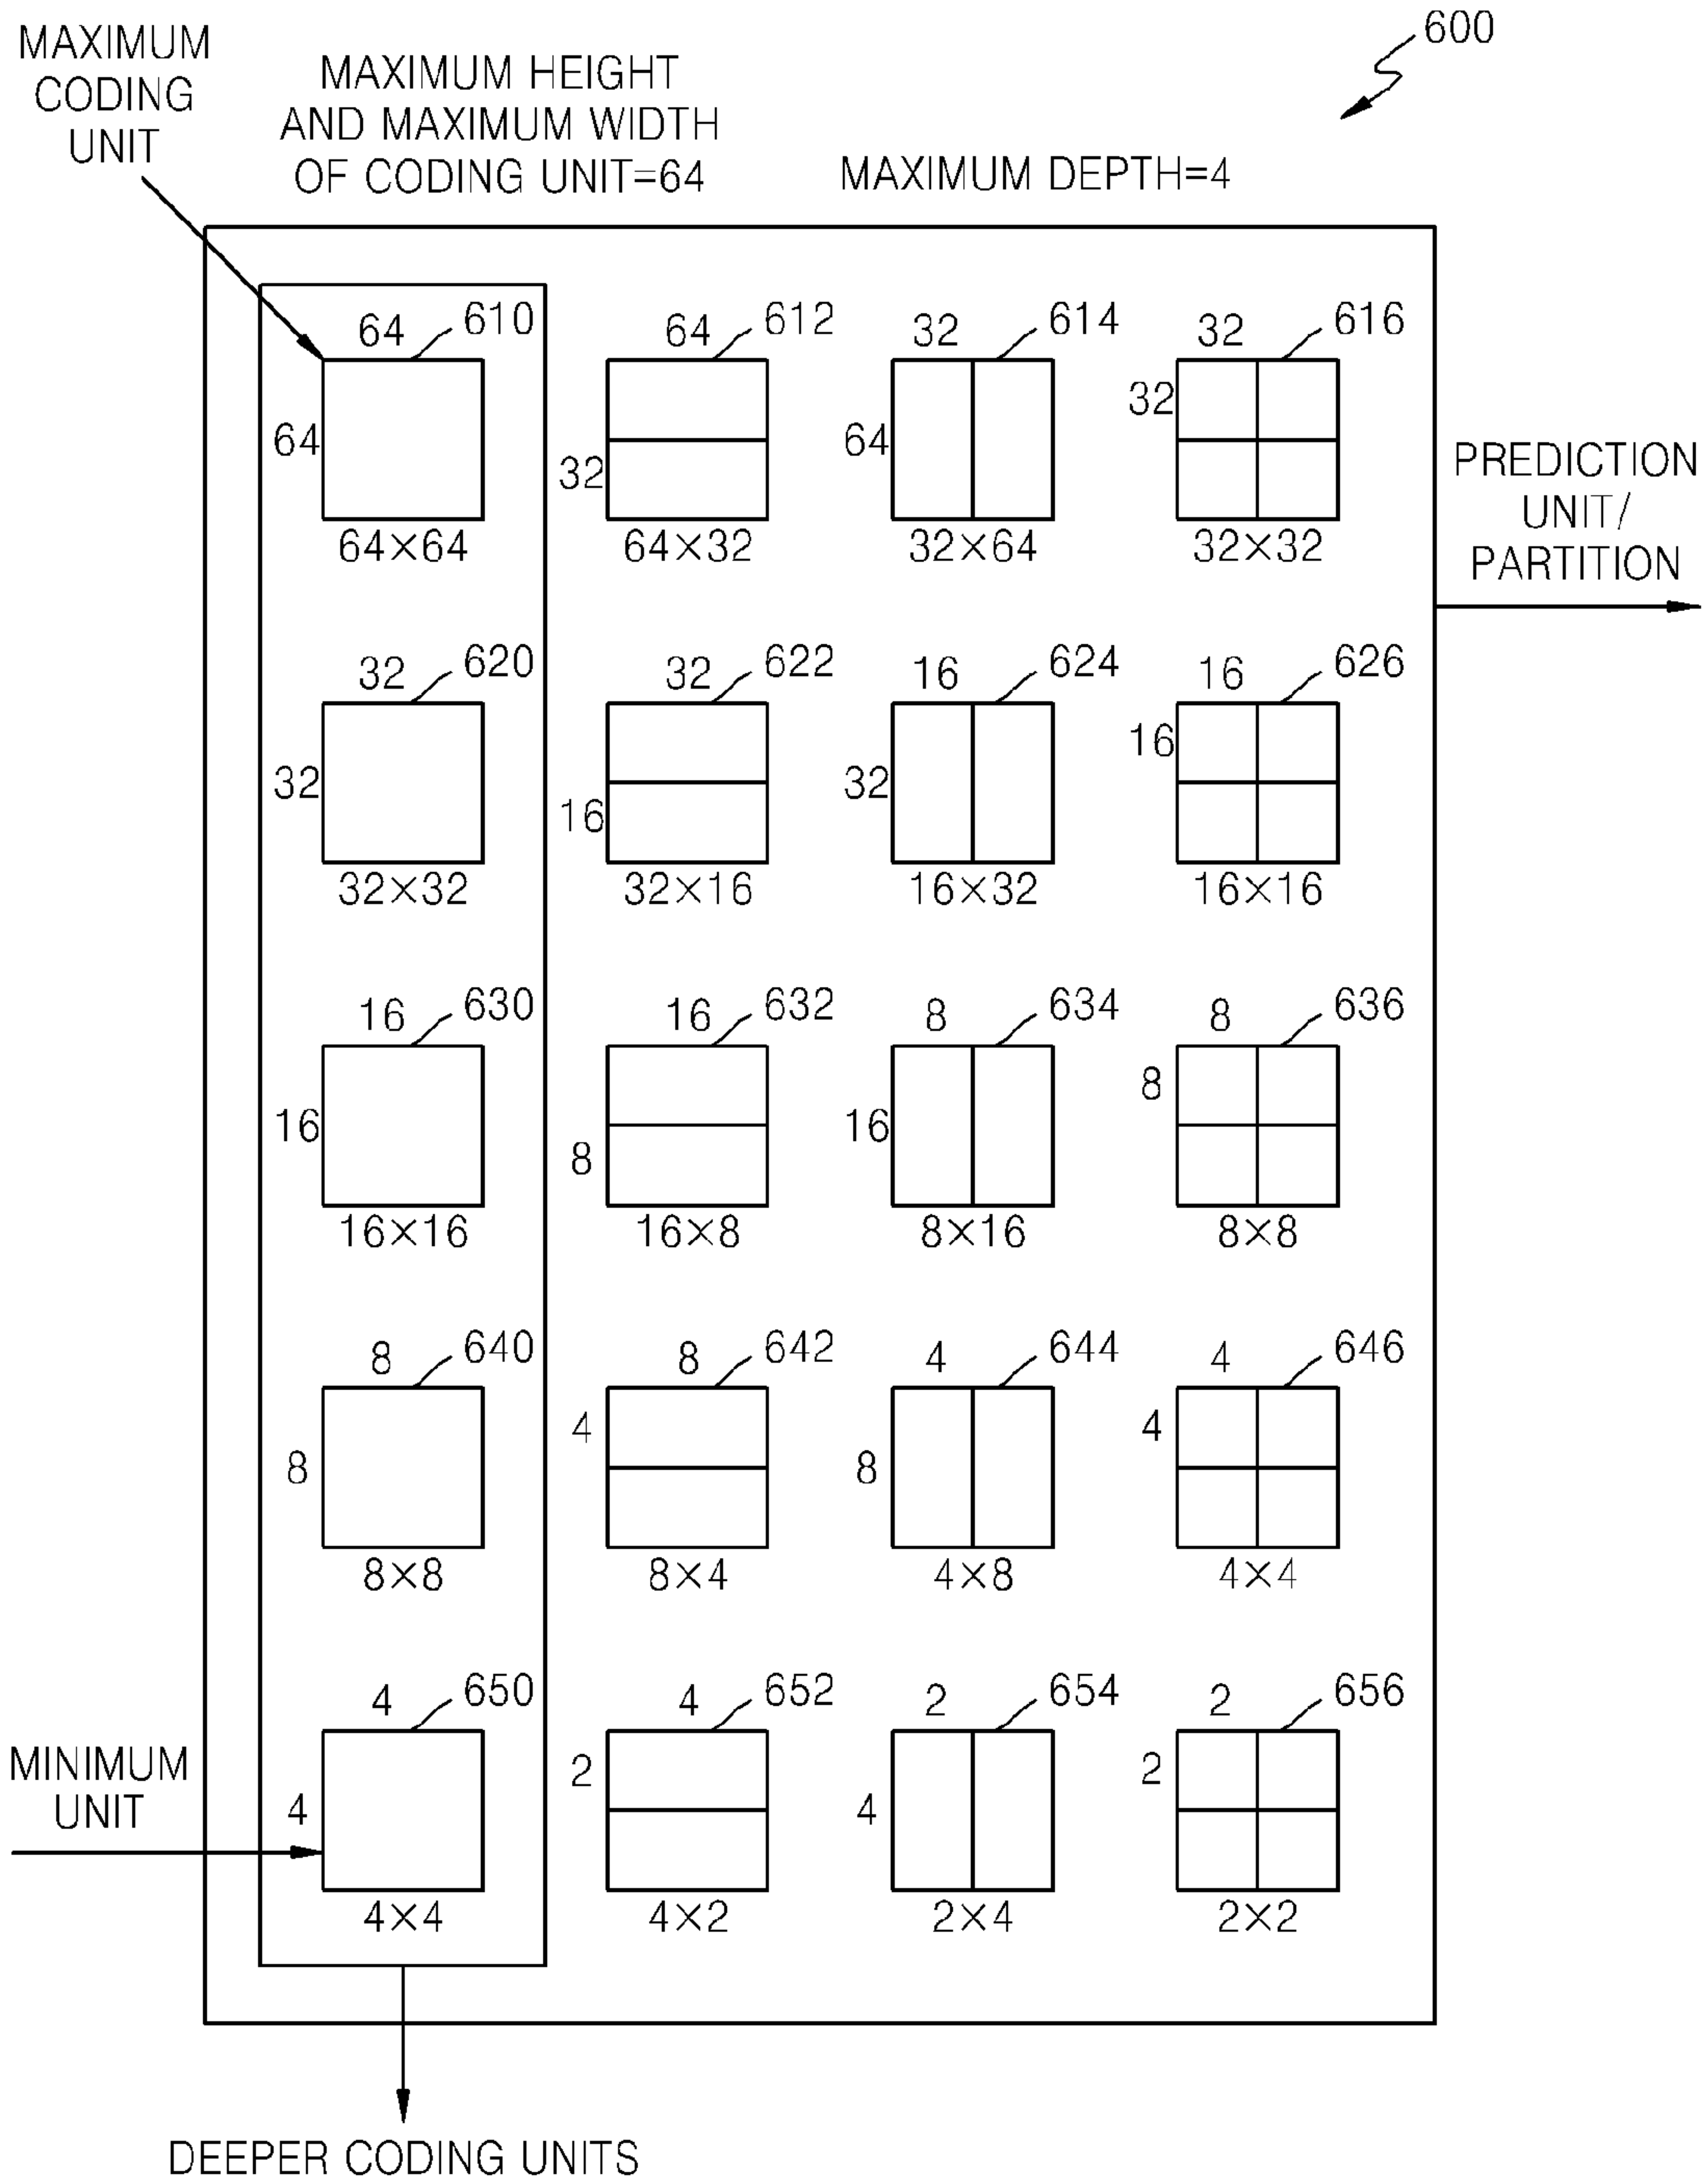 600
MAXIMUM
CODING
UNIT
MAXIMUM HEIGHT
AND MAXIMUM WIDTH
OF CODING UNIT=64
MAXIMUM DEPTH=4
64 610 64 612 32 614 32 616
64 32 64 32
64×64 64×32 32×64 32×32
PREDICTION
UNIT/
PARTITION
32 620 32 622 16 624 16 626
32 16 32 16
32×32 32×16 16×32 16×16
16 630 16 632 8 634 8 636
16 8 16 8
16×16 16×8 8×16 8×8
8 640 8 642 4 644 4 646
8 4 8 4
8×8 8×4 4×8 4×4
4 650 4 652 2 654 2 656
MINIMUM
UNIT
4 2 4 2
4×4 4×2 2×4 2×2
DEEPER CODING UNITS